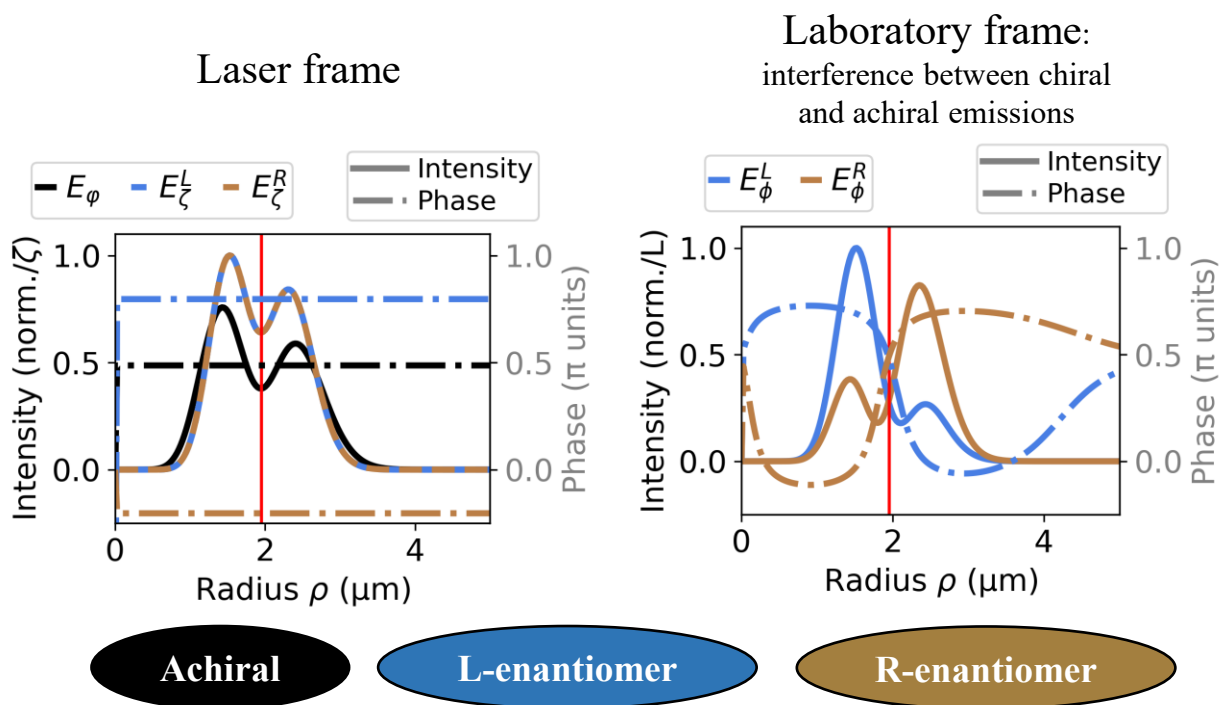 Laser frame
Laboratory frame:
interference between chiral
and achiral emissions
E_φ E_ζ^L E_ζ^R
Intensity
Phase
Intensity (norm./ζ)
1.0
0.5
0.0
1.0
0.5
0.0
Phase (π units)
0 2 4
Radius ρ (μm)
E_ϕ^L E_ϕ^R
Intensity
Phase
Intensity (norm./L)
1.0
0.5
0.0
1.0
0.5
0.0
Phase (π units)
0 2 4
Radius ρ (μm)
Achiral
L-enantiomer
R-enantiomer